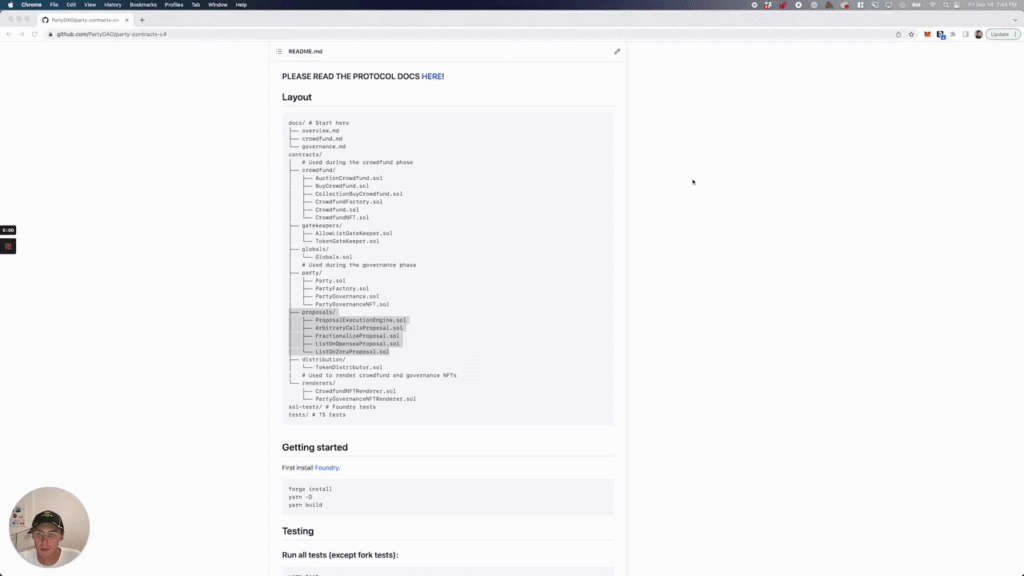 Chrome File Edit View History Bookmarks Profiles Tab Window Help Fri Sep 16 7:45 PM
PartyDAO/party-contracts-c4
github.com/PartyDAO/party-contracts-c4 Update
README.md
PLEASE READ THE PROTOCOL DOCS HERE!
Layout
docs/ # Start here
├── overview.md
├── crowdfund.md
└── governance.md
contracts/
│ # Used during the crowdfund phase
├── crowdfund/
│ ├── AuctionCrowdfund.sol
│ ├── BuyCrowdfund.sol
│ ├── CollectionBuyCrowdfund.sol
│ ├── CrowdfundFactory.sol
│ ├── Crowdfund.sol
│ └── CrowdfundNFT.sol
├── gatekeepers/
│ ├── AllowListGateKeeper.sol
│ └── TokenGateKeeper.sol
├── globals/
│ └── Globals.sol
│ # Used during the governance phase
├── party/
│ ├── Party.sol
│ ├── PartyFactory.sol
│ ├── PartyGovernance.sol
│ └── PartyGovernanceNFT.sol
├── proposals/
│ ├── ProposalExecutionEngine.sol
│ ├── ArbitraryCallsProposal.sol
│ ├── FractionalizeProposal.sol
│ ├── ListOnOpenseaProposal.sol
│ └── ListOnZoraProposal.sol
├── distribution/
│ └── TokenDistributor.sol
│ # Used to render crowdfund and governance NFTs
└── renderers/
├── CrowdfundNFTRenderer.sol
└── PartyGovernanceNFTRenderer.sol
sol-tests/ # Foundry tests
tests/ # TS tests
0:00
Getting started
First install Foundry.
forge install
yarn -D
yarn build
Testing
Run all tests (except fork tests):